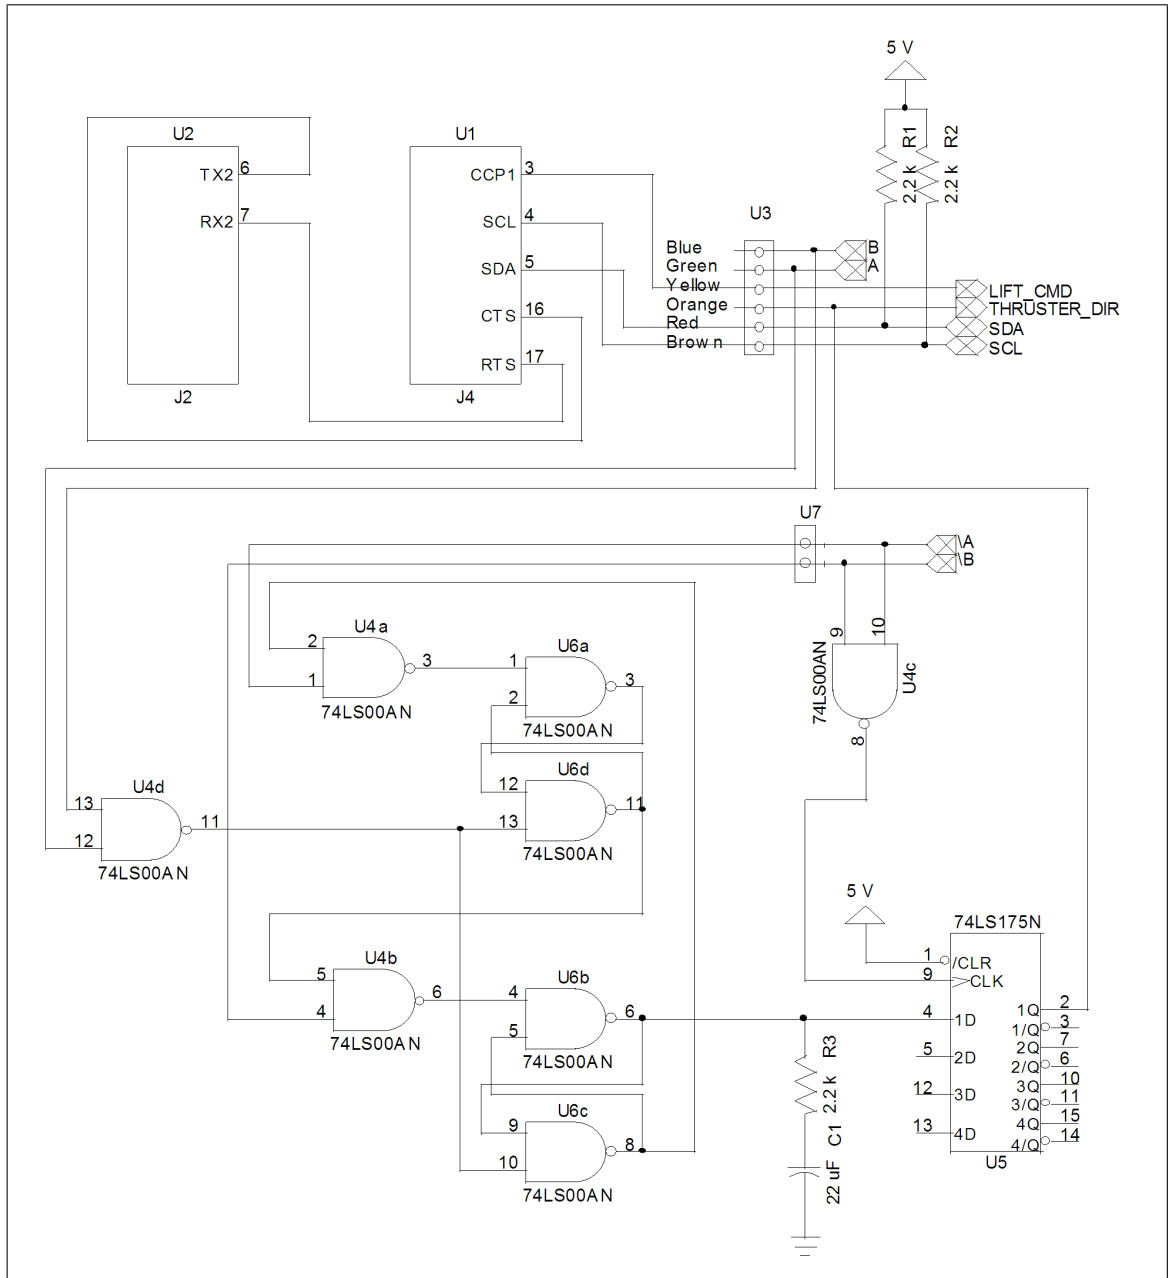 5 V
U2
TX2
6
RX2
7
J2
U1
CCP1
3
SCL
4
SDA
5
CTS
16
RTS
17
J4
R1
2.2 k
R2
2.2 k
U3
Blue
Green
Yellow
Orange
Red
Brown
B
A
LIFT_CMD
THRUSTER_DIR
SDA
SCL
U7
\A
\B
U4a
2
1
3
74LS00AN
U6a
1
2
3
74LS00AN
9
10
74LS00AN
U4c
8
U6d
12
13
11
74LS00AN
U4d
13
12
11
74LS00AN
U4b
5
4
6
74LS00AN
U6b
4
5
6
74LS00AN
U6c
9
10
8
74LS00AN
R3
2.2 k
C1
22 uF
5 V
74LS175N
1
/CLR
9
CLK
4
1D
5
2D
12
3D
13
4D
1Q
2
1/Q
3
2Q
7
2/Q
6
3Q
10
3/Q
11
4Q
15
4/Q
14
U5